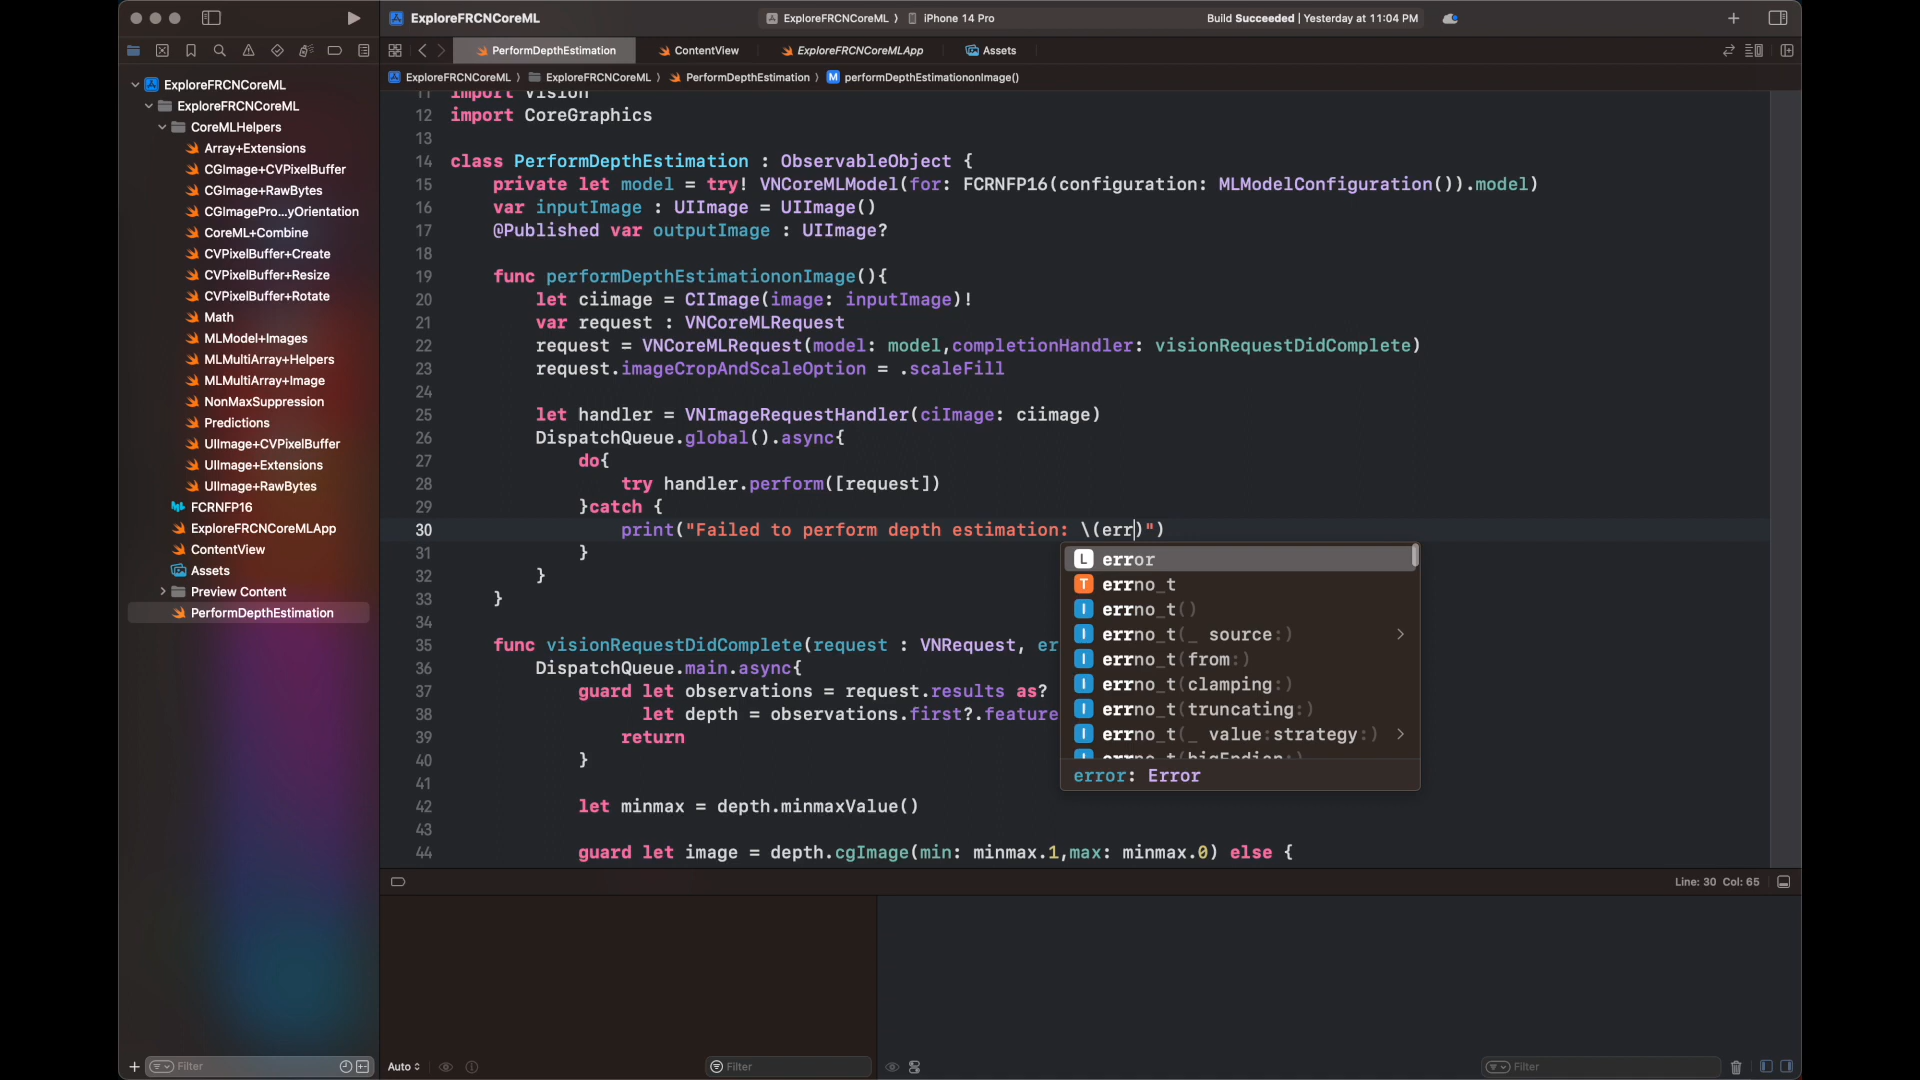 ExploreFRCNCoreML
ExploreFRCNCoreML ⟩ iPhone 14 Pro
Build Succeeded | Yesterday at 11:04 PM
PerformDepthEstimation
ContentView
ExploreFRCNCoreMLApp
Assets
ExploreFRCNCoreML ⟩ ExploreFRCNCoreML ⟩ PerformDepthEstimation ⟩ M performDepthEstimationonImage()
ExploreFRCNCoreML
ExploreFRCNCoreML
CoreMLHelpers
Array+Extensions
CGImage+CVPixelBuffer
CGImage+RawBytes
CGImagePro...yOrientation
CoreML+Combine
CVPixelBuffer+Create
CVPixelBuffer+Resize
CVPixelBuffer+Rotate
Math
MLModel+Images
MLMultiArray+Helpers
MLMultiArray+Image
NonMaxSuppression
Predictions
UIImage+CVPixelBuffer
UIImage+Extensions
UIImage+RawBytes
FCRNFP16
ExploreFRCNCoreMLApp
ContentView
Assets
Preview Content
PerformDepthEstimation
11 import Vision
12 import CoreGraphics
13
14 class PerformDepthEstimation : ObservableObject {
15 private let model = try! VNCoreMLModel(for: FCRNFP16(configuration: MLModelConfiguration()).model)
16 var inputImage : UIImage = UIImage()
17 @Published var outputImage : UIImage?
18
19 func performDepthEstimationonImage(){
20 let ciimage = CIImage(image: inputImage)!
21 var request : VNCoreMLRequest
22 request = VNCoreMLRequest(model: model,completionHandler: visionRequestDidComplete)
23 request.imageCropAndScaleOption = .scaleFill
24
25 let handler = VNImageRequestHandler(ciImage: ciimage)
26 DispatchQueue.global().async{
27 do{
28 try handler.perform([request])
29 }catch {
30 print("Failed to perform depth estimation: \(err)")
31 }
32 }
33 }
34
35 func visionRequestDidComplete(request : VNRequest, er
36 DispatchQueue.main.async{
37 guard let observations = request.results as?
38 let depth = observations.first?.feature
39 return
40 }
41
42 let minmax = depth.minmaxValue()
43
44 guard let image = depth.cgImage(min: minmax.1,max: minmax.0) else {
L error
T errno_t
I errno_t()
I errno_t(_ source:)
I errno_t(from:)
I errno_t(clamping:)
I errno_t(truncating:)
I errno_t(_ value:strategy:)
I errno_t(bigEndian:)
error: Error
Line: 30 Col: 65
Filter
Auto
Filter
Filter